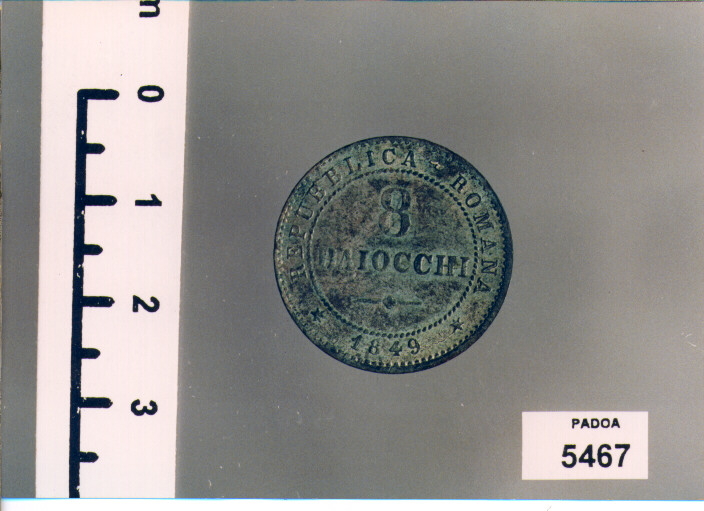 m
0
1
2
3
REPUBBLICA ROMANA
8
BAIOCCHI
1849
PADOA
5467